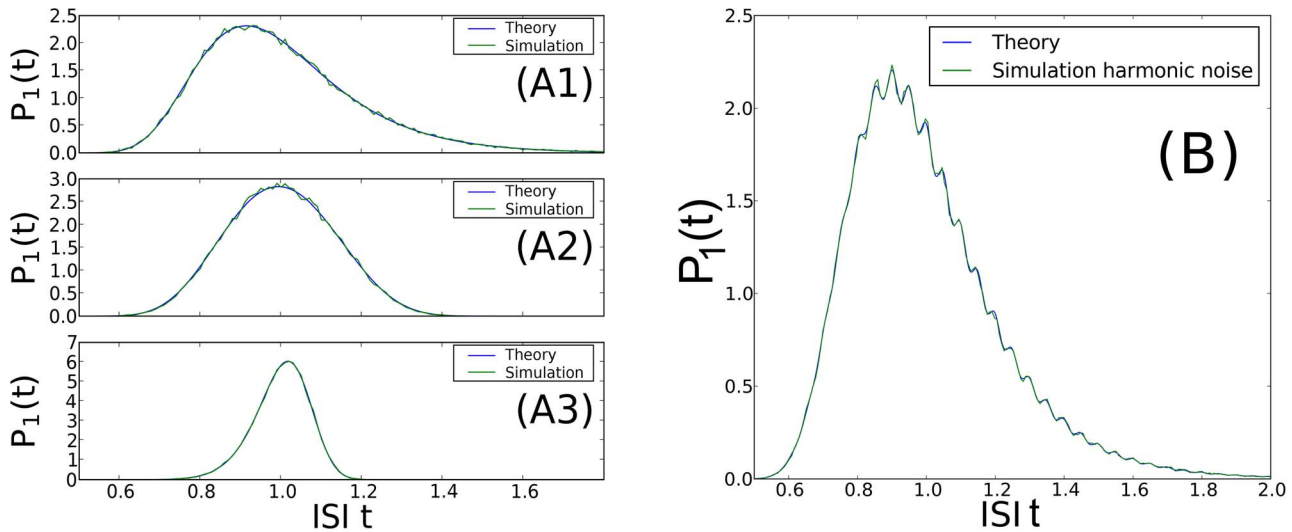 2.5
2.0
1.5
1.0
0.5
0.0
P₁(t)
Theory
Simulation
(A1)
3.0
2.5
2.0
1.5
1.0
0.5
0.0
P₁(t)
Theory
Simulation
(A2)
7
6
5
4
3
2
1
0
P₁(t)
Theory
Simulation
(A3)
0.6 0.8 1.0 1.2 1.4 1.6
ISI t
2.5
2.0
1.5
1.0
0.5
0.0
P₁(t)
Theory
Simulation harmonic noise
(B)
0.6 0.8 1.0 1.2 1.4 1.6 1.8 2.0
ISI t